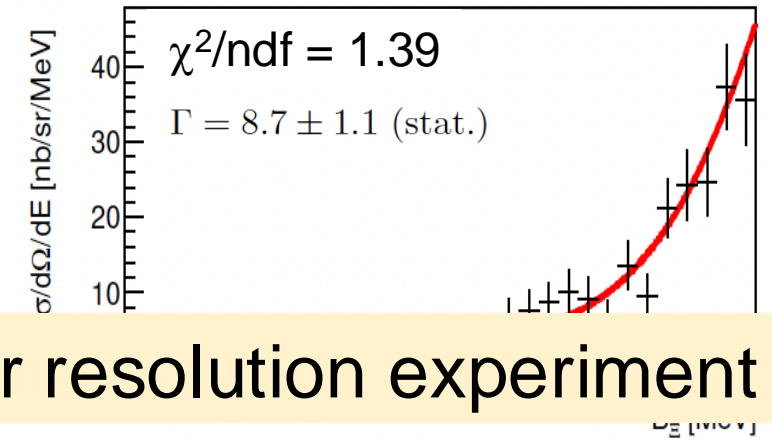 χ²/ndf = 1.39
Γ = 8.7 ± 1.1 (stat.)
σ/dΩ/dE [nb/sr/MeV]
40
30
20
10
r resolution experiment